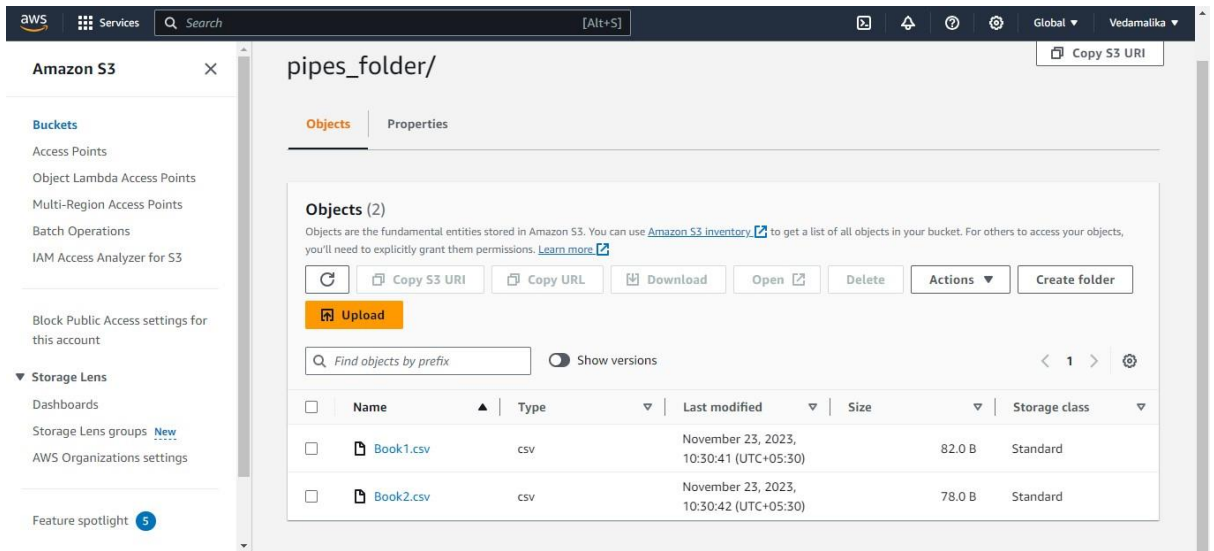 aws Services Search [Alt+S] Global Vedamalika
Amazon S3
Buckets
Access Points
Object Lambda Access Points
Multi-Region Access Points
Batch Operations
IAM Access Analyzer for S3
Block Public Access settings for
this account
Storage Lens
Dashboards
Storage Lens groups New
AWS Organizations settings
Feature spotlight 5
pipes_folder/
Copy S3 URI
Objects Properties
Objects (2)
Objects are the fundamental entities stored in Amazon S3. You can use Amazon S3 inventory to get a list of all objects in your bucket. For others to access your objects,
you'll need to explicitly grant them permissions. Learn more
Copy S3 URI Copy URL Download Open Delete Actions Create folder
Upload
Find objects by prefix Show versions 1
Name Type Last modified Size Storage class
Book1.csv csv November 23, 2023, 82.0 B Standard
10:30:41 (UTC+05:30)
Book2.csv csv November 23, 2023, 78.0 B Standard
10:30:42 (UTC+05:30)